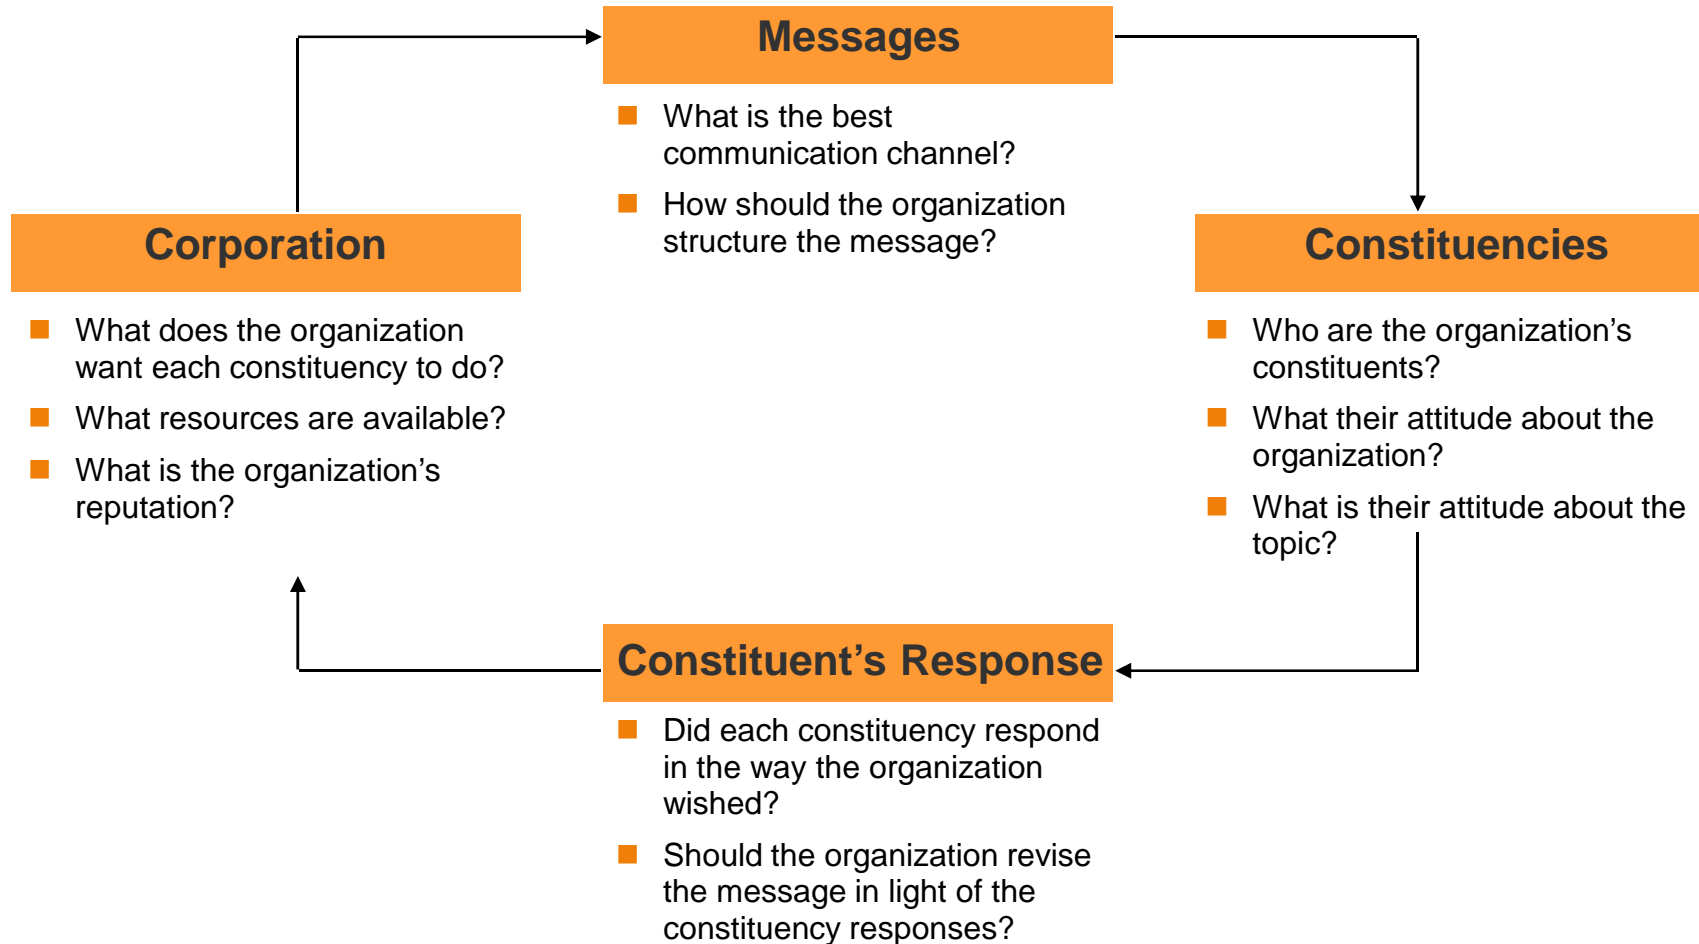 Messages
What is the best
communication channel?
How should the organization
structure the message?
Corporation
What does the organization
want each constituency to do?
What resources are available?
What is the organization’s
reputation?
Constituencies
Who are the organization’s
constituents?
What their attitude about the
organization?
What is their attitude about the
topic?
Constituent’s Response
Did each constituency respond
in the way the organization
wished?
Should the organization revise
the message in light of the
constituency responses?